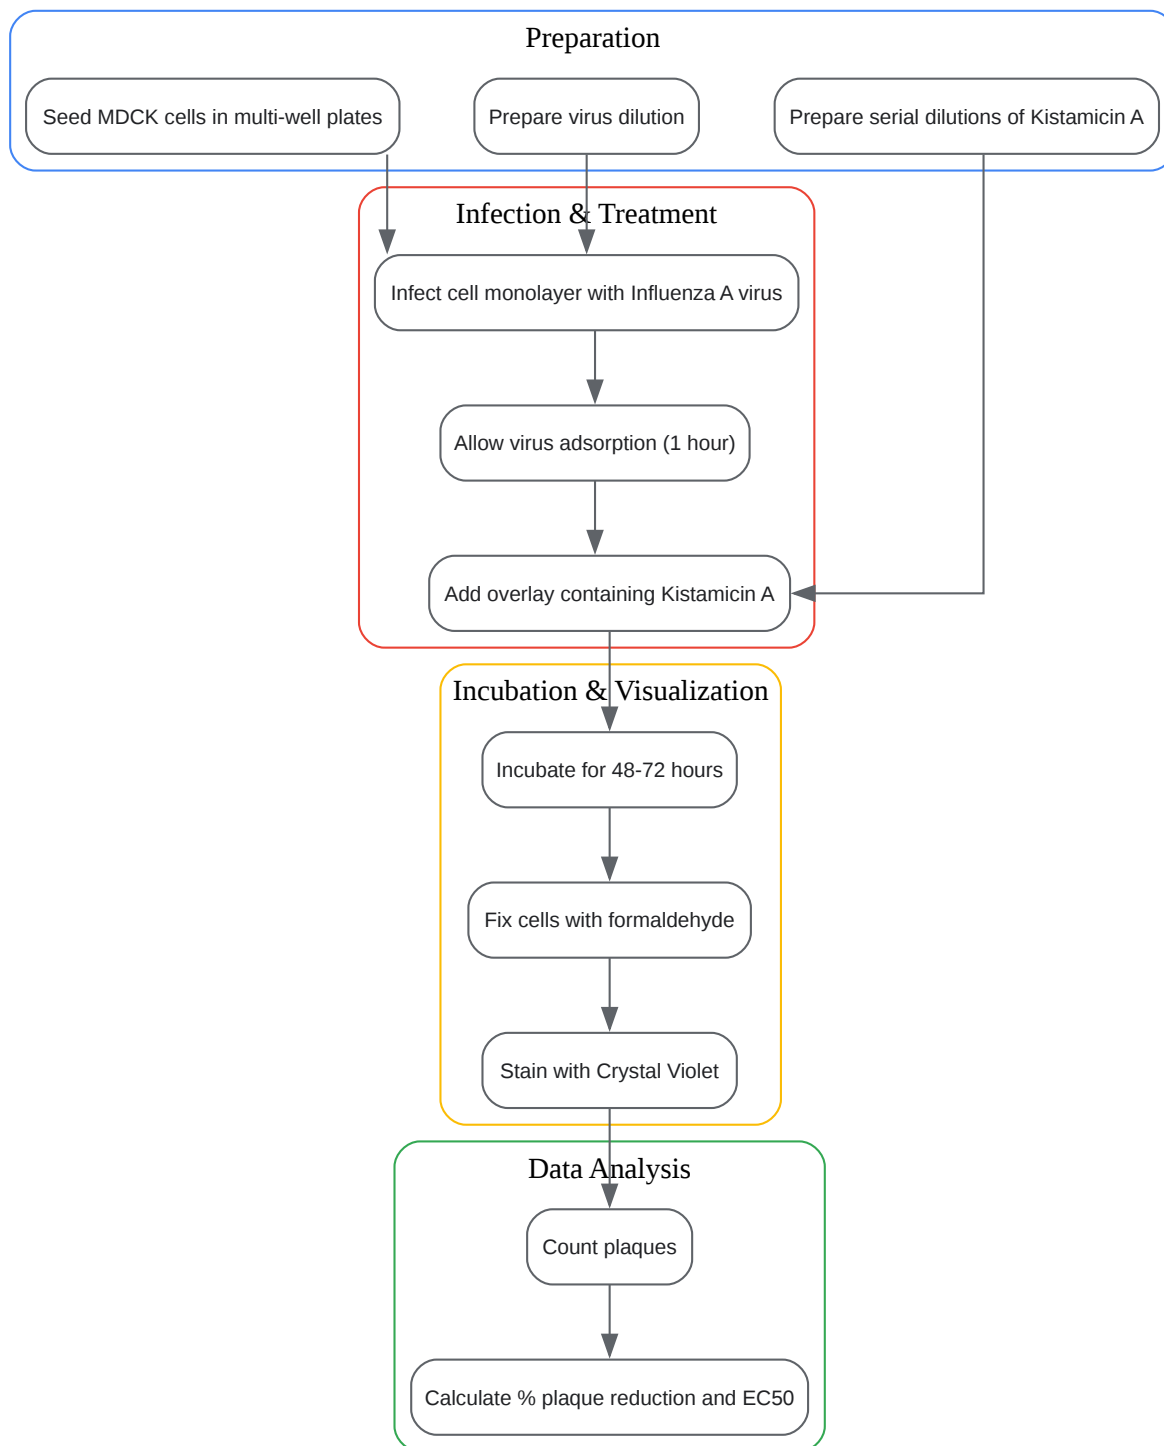 Preparation
Seed MDCK cells in multi-well plates
Prepare virus dilution
Prepare serial dilutions of Kistamicin A
Infection & Treatment
Infect cell monolayer with Influenza A virus
Allow virus adsorption (1 hour)
Add overlay containing Kistamicin A
Incubation & Visualization
Incubate for 48-72 hours
Fix cells with formaldehyde
Stain with Crystal Violet
Data Analysis
Count plaques
Calculate % plaque reduction and EC50